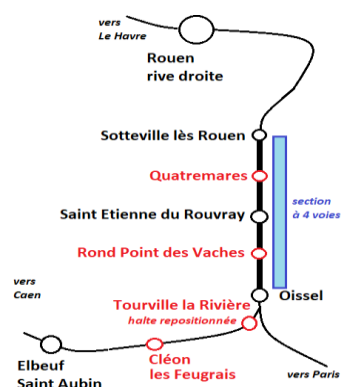 vers
Le Havre
Rouen
rive droite
Sotteville lès Rouen
Quatremares
section
à 4 voies
Saint Etienne du Rouvray
Rond Point des Vaches
vers
Caen
Oissel
Tourville la Rivière
halte repositionnée
Elbeuf
Saint Aubin
Cléon
les Feugrais
vers Paris